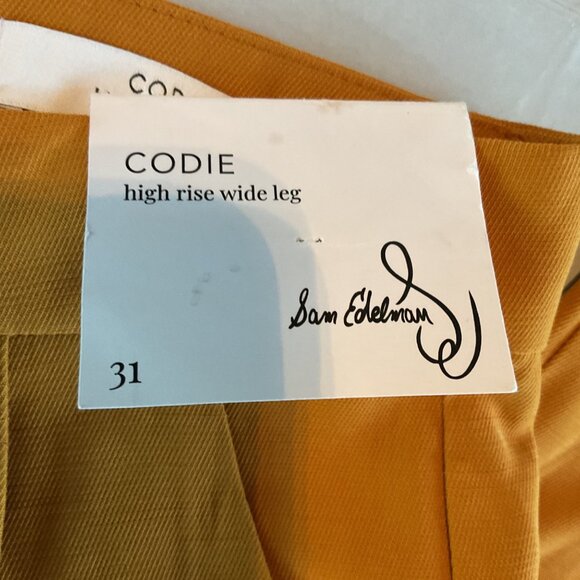 CODIE
high rise wide leg
Sam Edelman
31